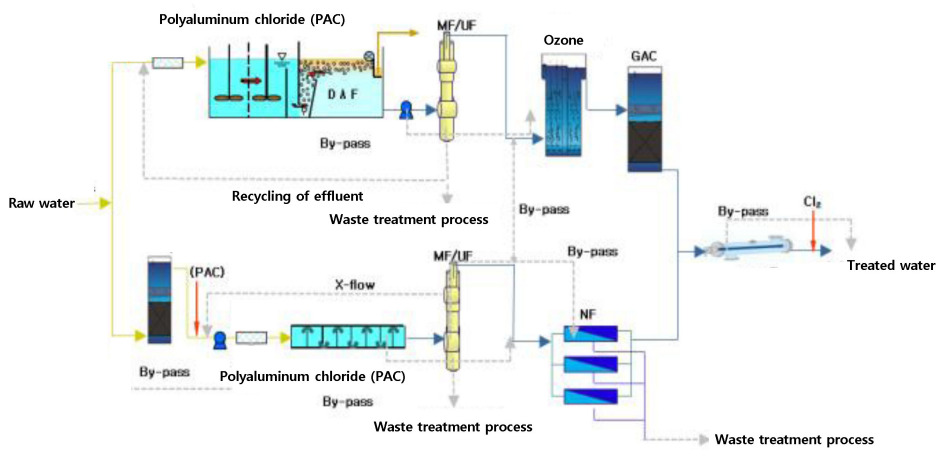 Polyaluminum chloride (PAC)
MF/UF
Ozone
GAC
DAF
By-pass
Recycling of effluent
Waste treatment process
Raw water
By-pass
By-pass
Cl₂
Treated water
MF/UF
By-pass
(PAC)
X-flow
NF
By-pass
Polyaluminum chloride (PAC)
By-pass
Waste treatment process
Waste treatment process